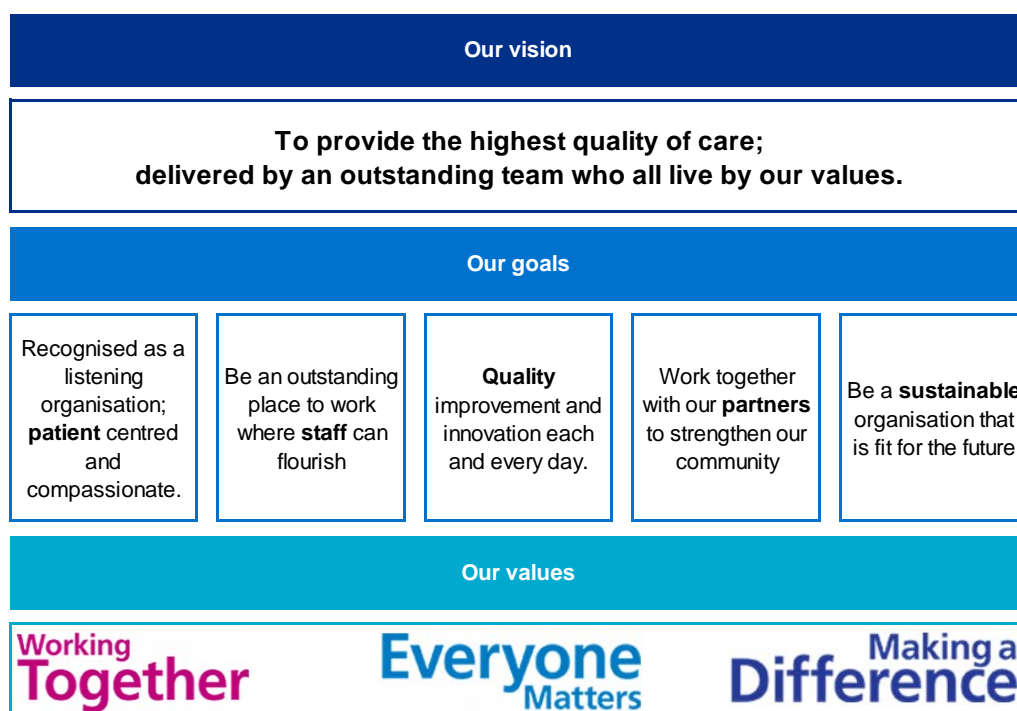 Our vision
To provide the highest quality of care;
delivered by an outstanding team who all live by our values.
Our goals
Recognised as a
listening
organisation;
patient centred
and
compassionate.
Be an outstanding
place to work
where staff can
flourish
Quality
improvement and
innovation each
and every day.
Work together
with our partners
to strengthen our
community
Be a sustainable
organisation that
is fit for the future
Our values
Working
Together
Everyone
Matters
Making a
Difference